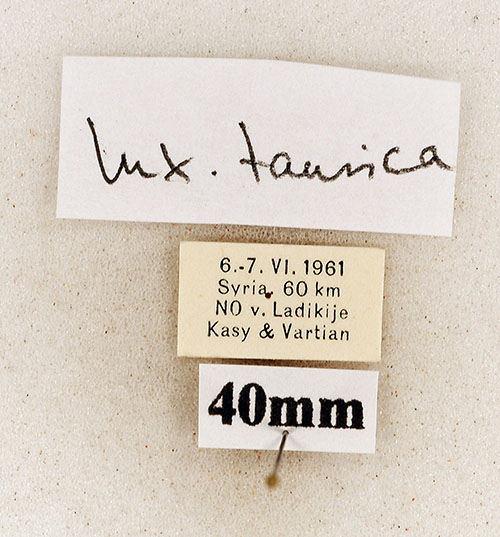 lux. taurica
6.-7. VI. 1961
Syria, 60 km
NO v. Ladikije
Kasy & Vartian
40mm